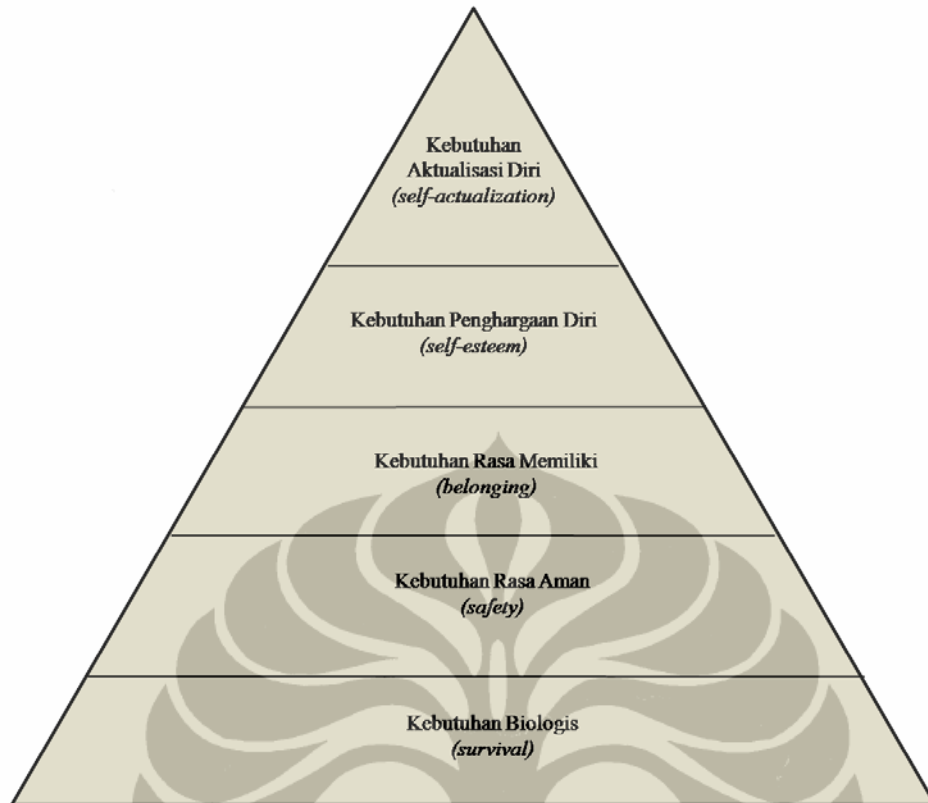 Kebutuhan
Aktualisasi Diri
(self-actualization)
Kebutuhan Penghargaan Diri
(self-esteem)
Kebutuhan Rasa Memiliki
(belonging)
Kebutuhan Rasa Aman
(safety)
Kebutuhan Biologis
(survival)